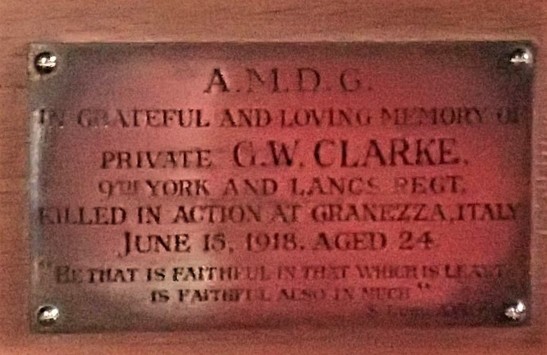 A.M.D.G.
IN GRATEFUL AND LOVING MEMORY OF
PRIVATE G.W. CLARKE.
9TH YORK AND LANCS REGT.
KILLED IN ACTION AT GRANEZZA, ITALY
JUNE 15, 1918. AGED 24.
"HE THAT IS FAITHFUL IN THAT WHICH IS LEAST
IS FAITHFUL ALSO IN MUCH"
S. LUKE